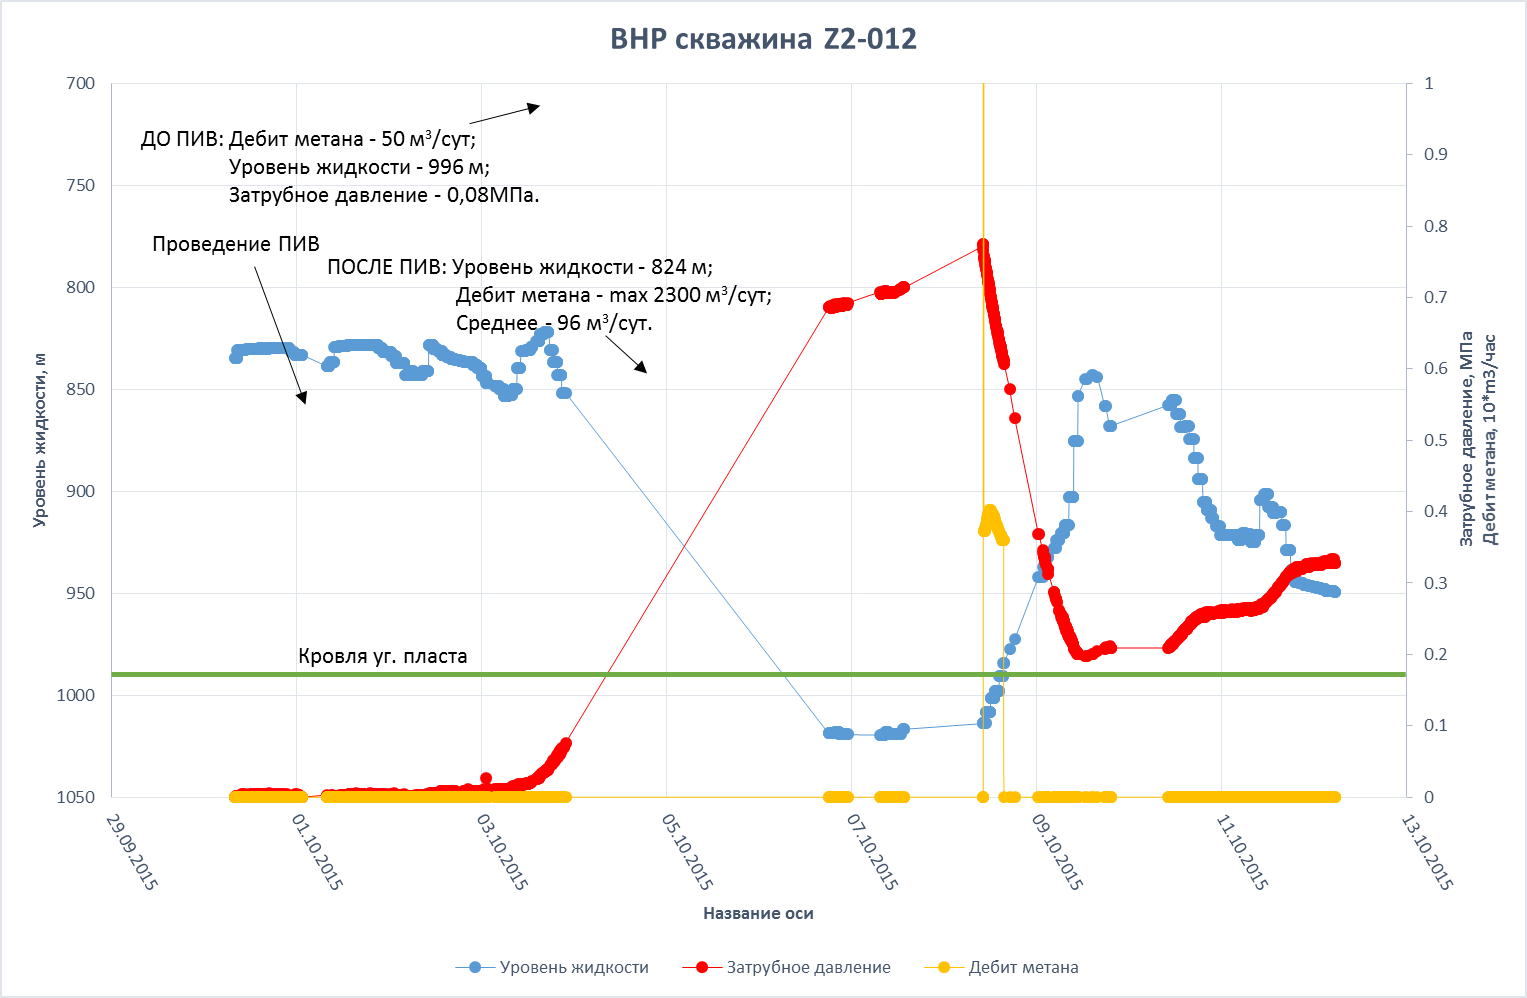 ВНР скважина Z2-012
700
750
800
850
900
950
1000
1050
Уровень жидкости, м
ДО ПИВ: Дебит метана - 50 м³/сут;
Уровень жидкости - 996 м;
Затрубное давление - 0,08МПа.
Проведение ПИВ
ПОСЛЕ ПИВ: Уровень жидкости - 824 м;
Дебит метана - max 2300 м³/сут;
Среднее - 96 м³/сут.
Кровля уг. пласта
1
0.9
0.8
0.7
0.6
0.5
0.4
0.3
0.2
0.1
0
Затрубное давление, МПа
Дебит метана, 10*m3/час
29.09.2015
01.10.2015
03.10.2015
05.10.2015
07.10.2015
09.10.2015
11.10.2015
13.10.2015
Название оси
Уровень жидкости
Затрубное давление
Дебит метана